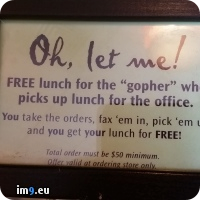 Oh, let me!
FREE lunch for the “gopher” wh
picks up lunch for the office.
You take the orders, fax ’em in, pick ’em u
and you get your lunch for FREE!
Total order must be $50 minimum.
Offer valid at ordering store only.
im9.eu